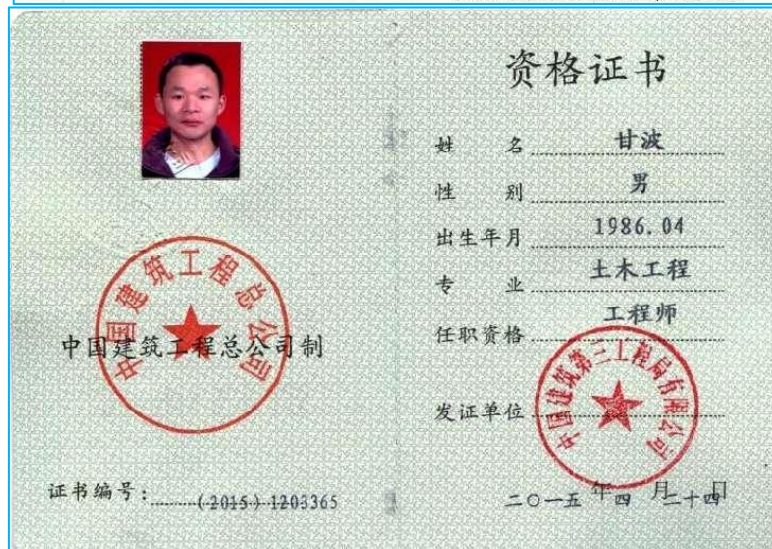 中国建筑工程总公司
中国建筑工程总公司制
证书编号：(2015)1203365
资格证书
姓 名 甘波
性 别 男
出生年月 1986.04
专 业 土木工程
任职资格 工程师
发证单位
中国建筑第三工程局有限公司
二〇一五 年 四 月 二十四 日